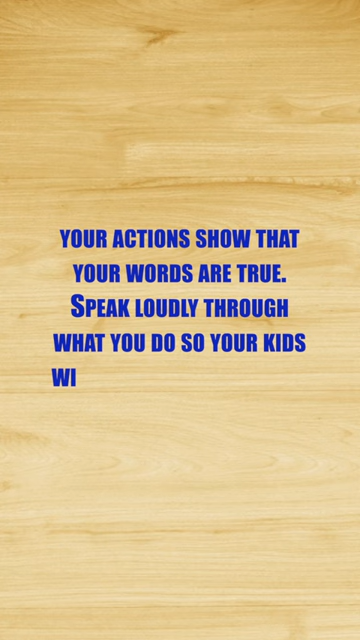 YOUR ACTIONS SHOW THAT
YOUR WORDS ARE TRUE.
SPEAK LOUDLY THROUGH
WHAT YOU DO SO YOUR KIDS
WI